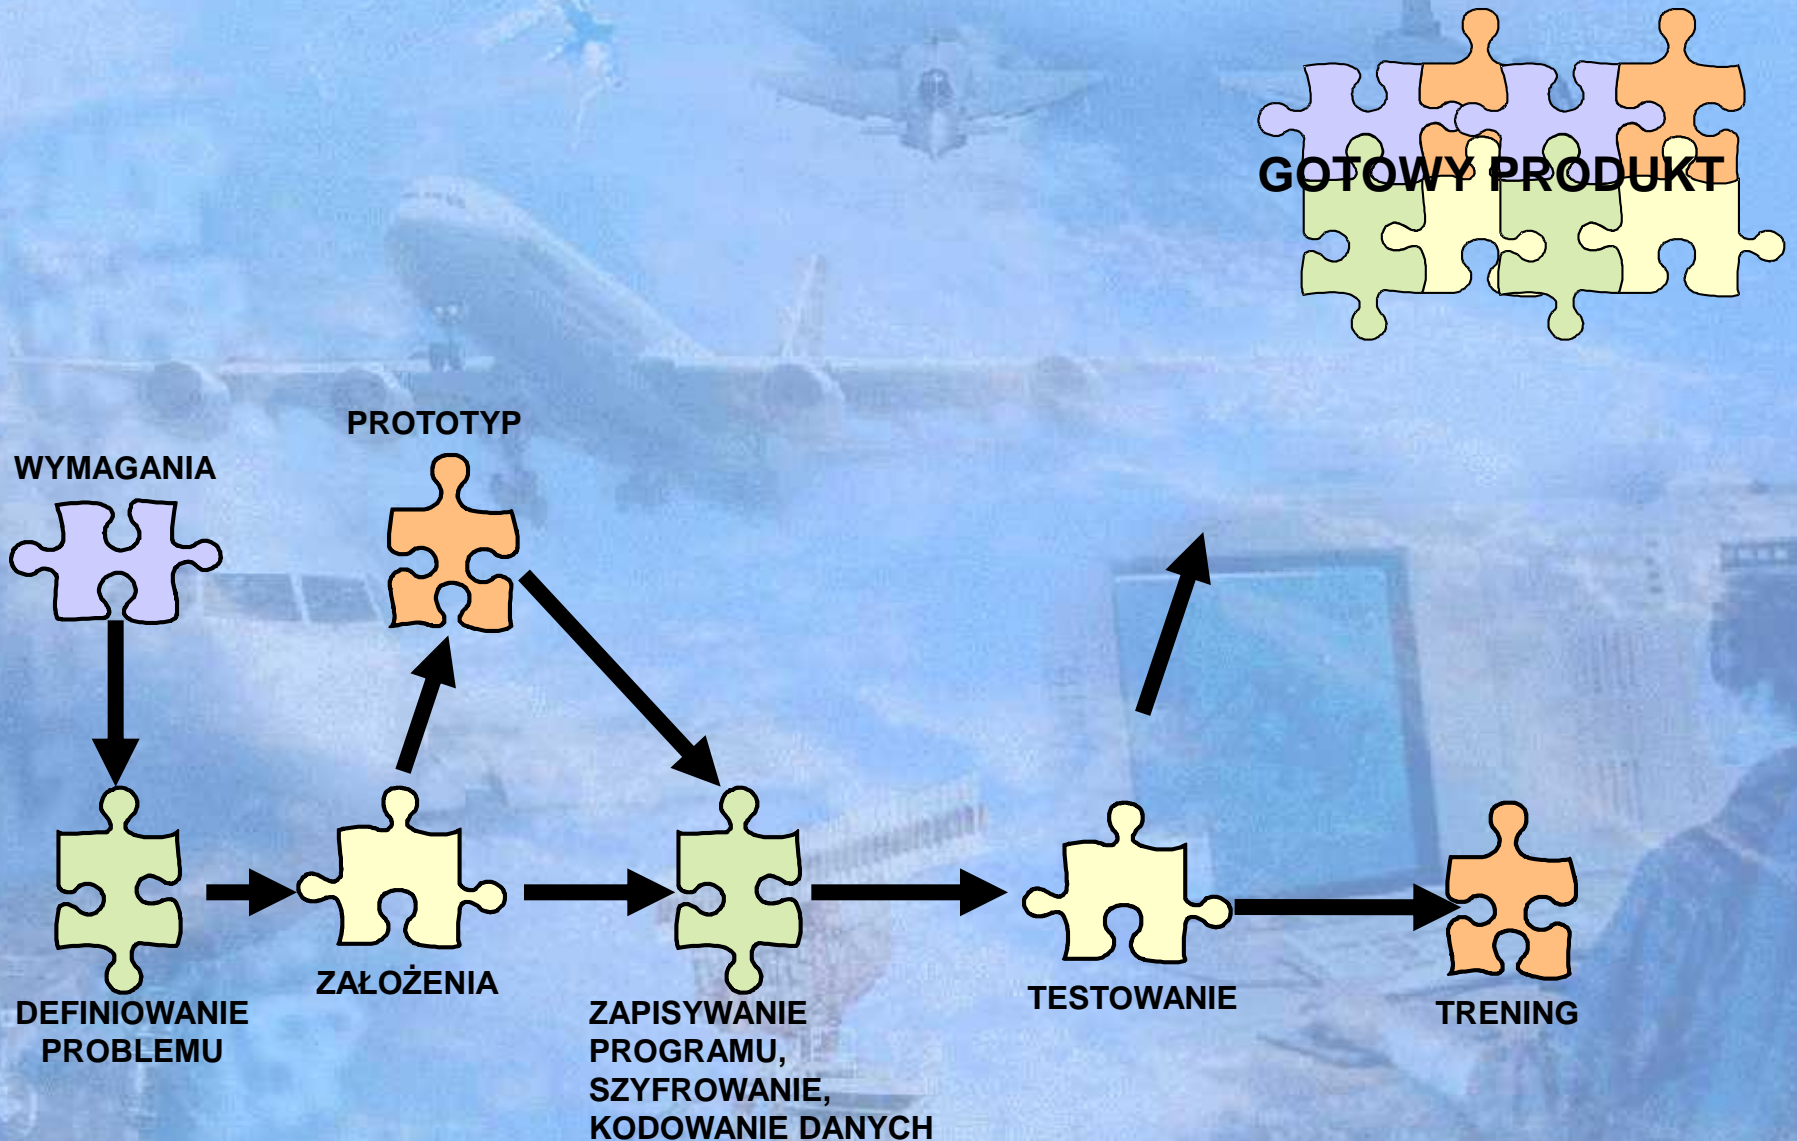 GOTOWY PRODUKT
PROTOTYP
WYMAGANIA
ZAŁOŻENIA
DEFINIOWANIE
PROBLEMU
ZAPISYWANIE
PROGRAMU,
SZYFROWANIE,
KODOWANIE DANYCH
TESTOWANIE
TRENING